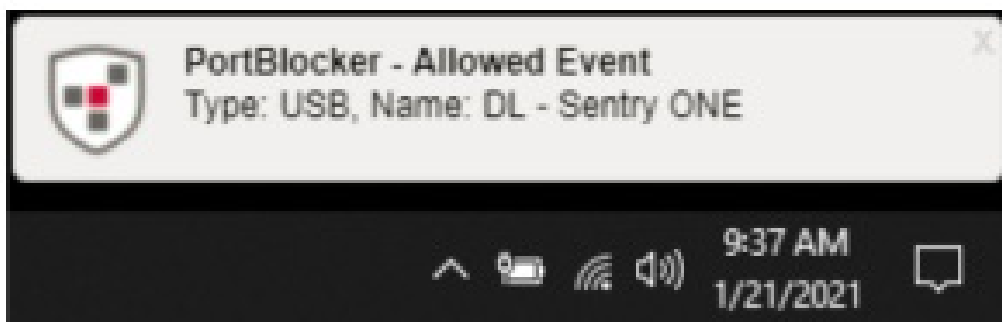 PortBlocker - Allowed Event
X
Type: USB, Name: DL - Sentry ONE
9:37 AM
1/21/2021